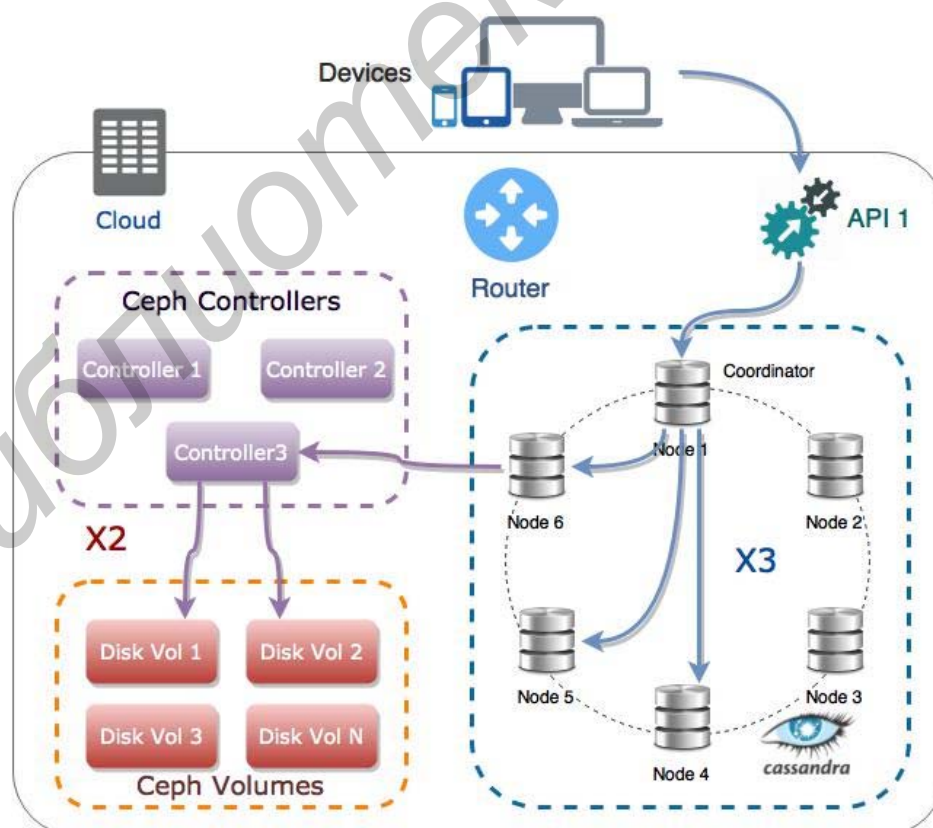 Devices
Cloud
API 1
Router
Ceph Controllers
Controller 1
Controller 2
Controller3
Coordinator
Node 1
Node 6
Node 2
X2
X3
Disk Vol 1
Disk Vol 2
Node 5
Node 3
Disk Vol 3
Disk Vol N
Ceph Volumes
Node 4
cassandra